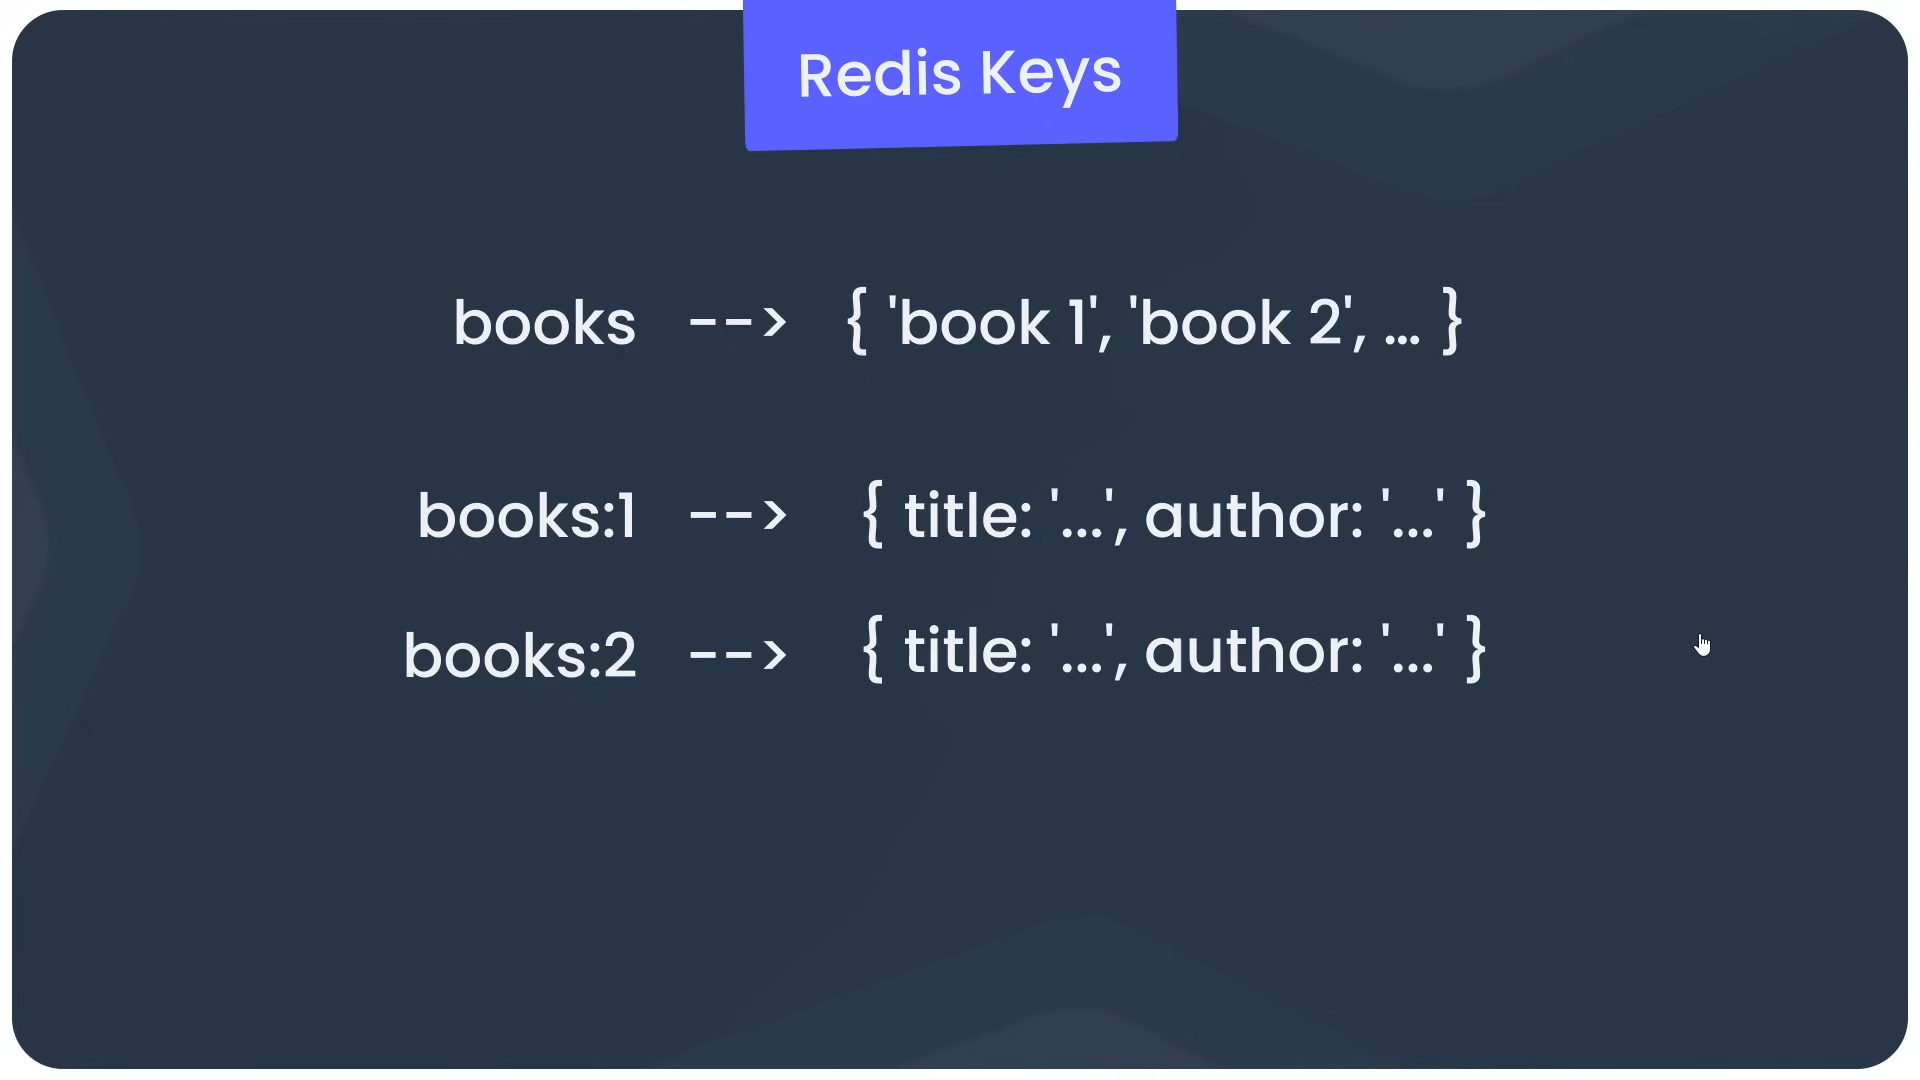 Redis Keys
books --> { 'book 1', 'book 2', ... }
books:1 --> { title: '...', author: '...' }
books:2 --> { title: '...', author: '...' }